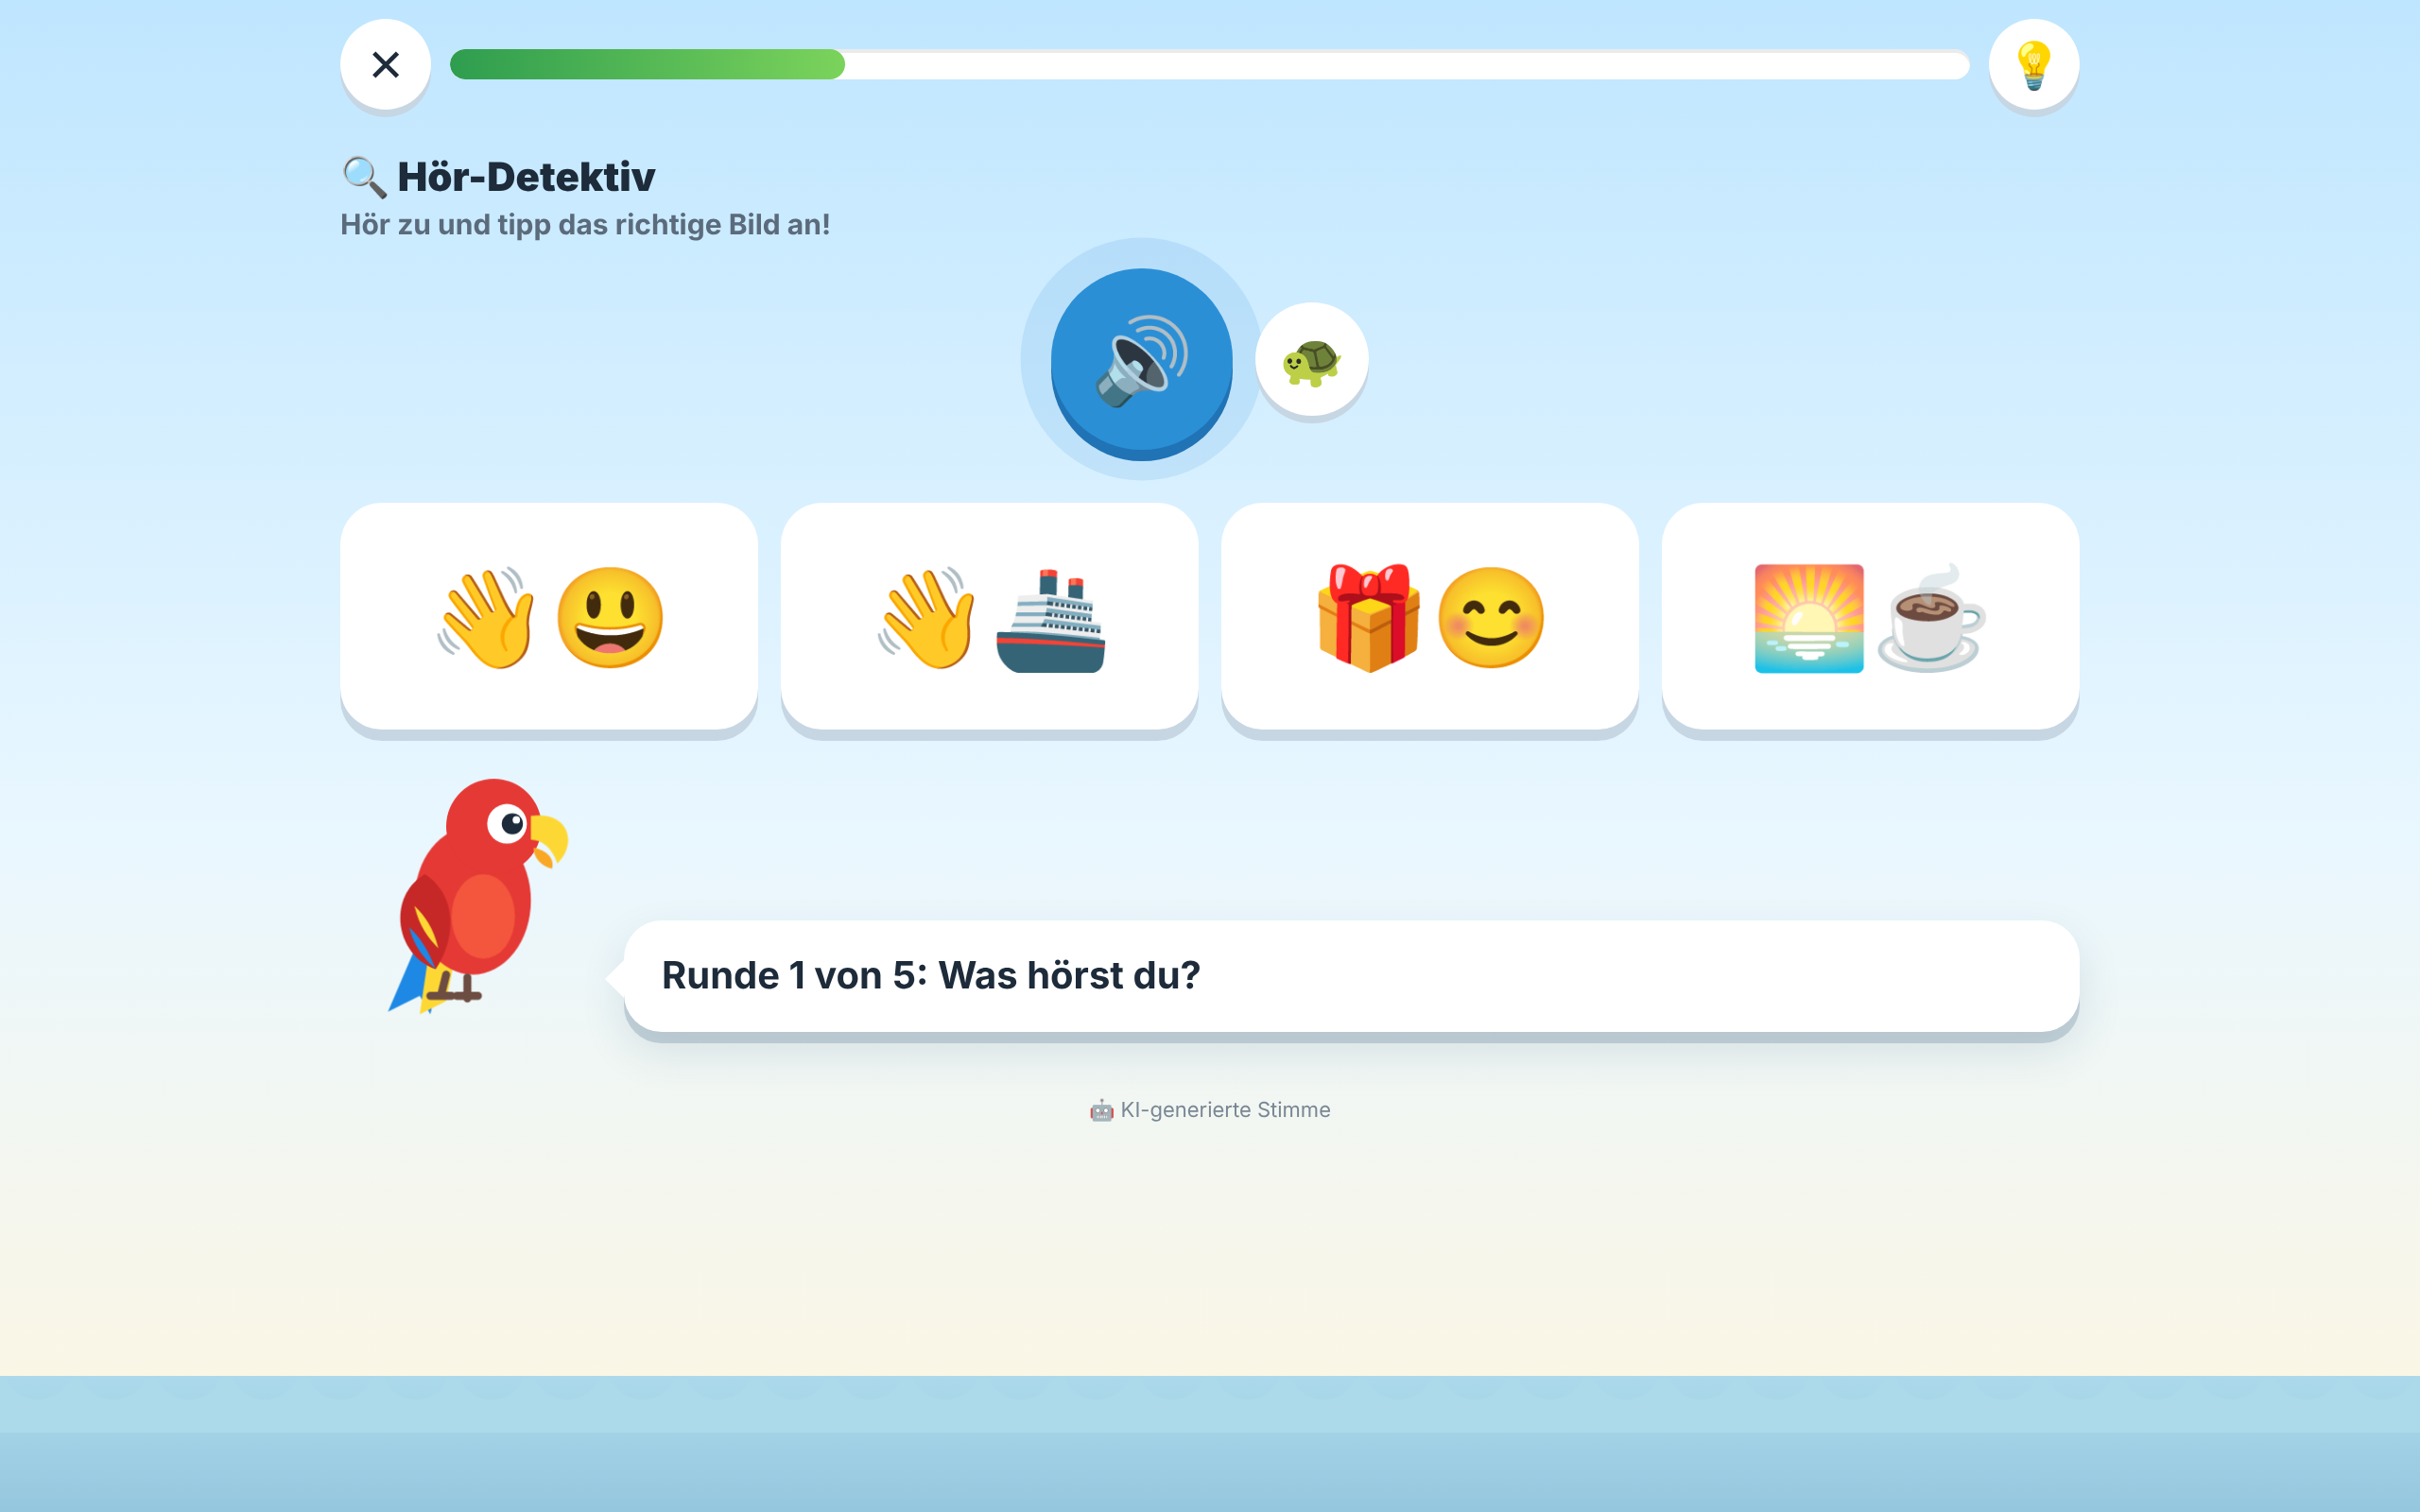 Hör-Detektiv
Hör zu und tipp das richtige Bild an!
Runde 1 von 5: Was hörst du?
KI-generierte Stimme